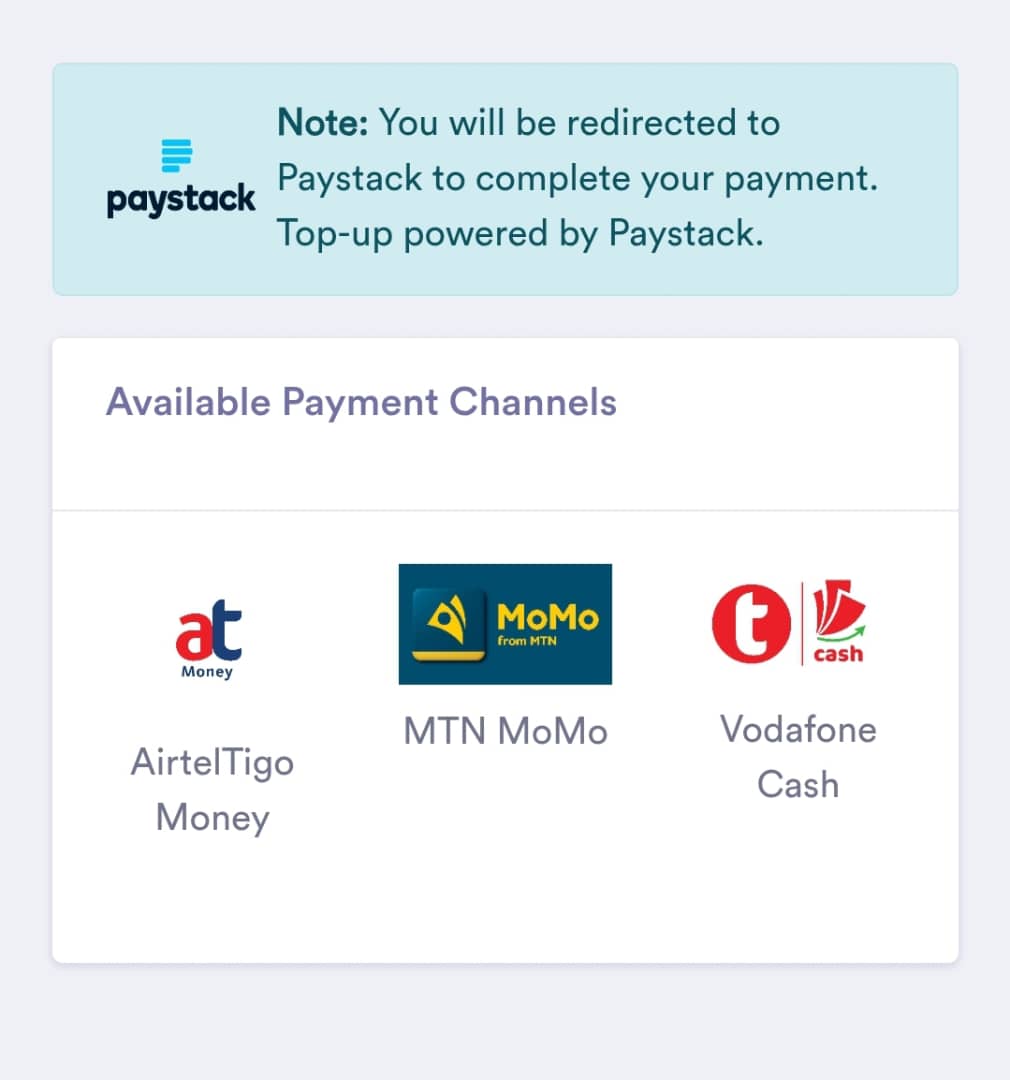 Note: You will be redirected to
paystack
Paystack to complete your payment.
Top-up powered by Paystack.
Available Payment Channels
at
Money
MoMo
from MTN
t
cash
AirtelTigo
Money
MTN MoMo
Vodafone
Cash